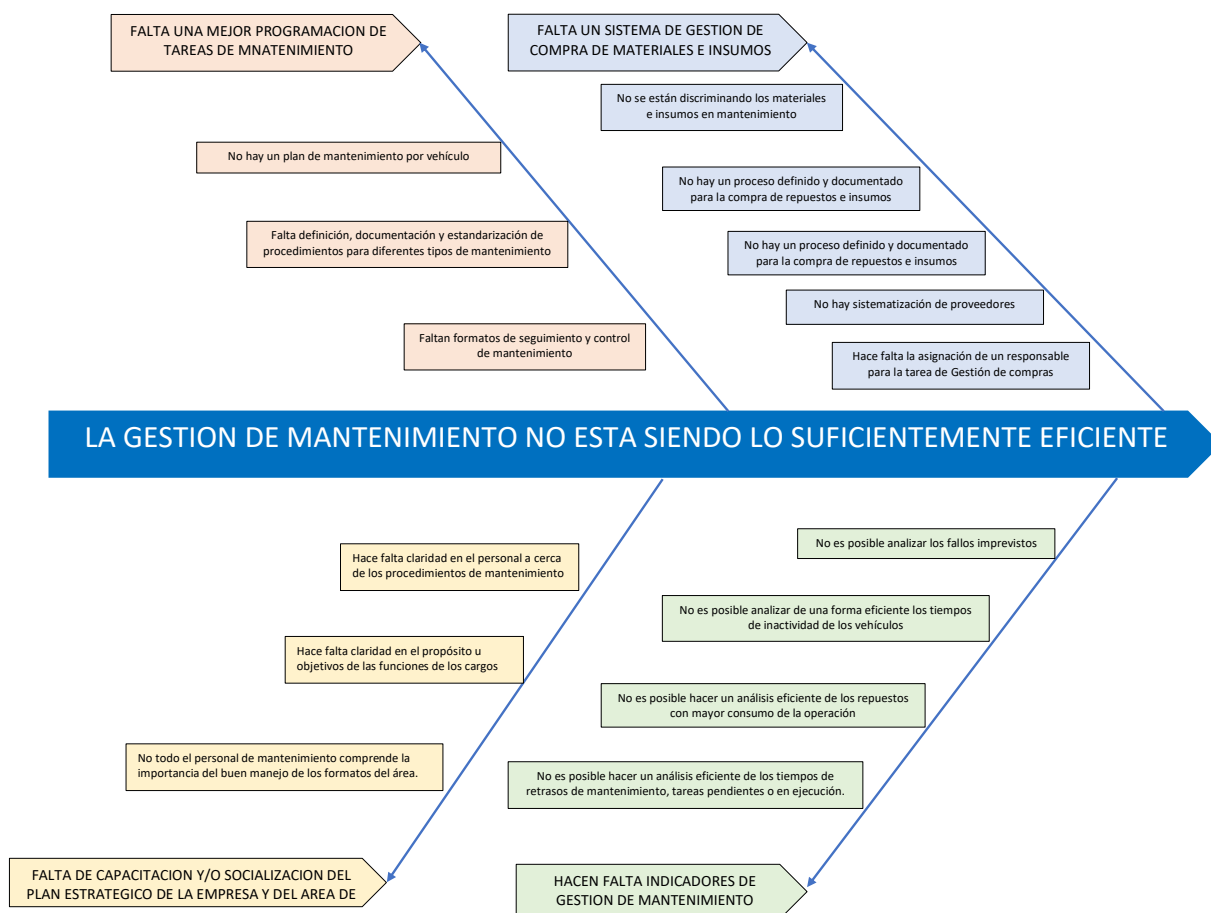 FALTA UNA MEJOR PROGRAMACION DE
TAREAS DE MNATENIMIENTO
FALTA UN SISTEMA DE GESTION DE
COMPRA DE MATERIALES E INSUMOS
No se están discriminando los materiales
e insumos en mantenimiento
No hay un plan de mantenimiento por vehículo
No hay un proceso definido y documentado
para la compra de repuestos e insumos
Falta definición, documentación y estandarización de
procedimientos para diferentes tipos de mantenimiento
No hay un proceso definido y documentado
para la compra de repuestos e insumos
No hay sistematización de proveedores
Faltan formatos de seguimiento y control
de mantenimiento
Hace falta la asignación de un responsable
para la tarea de Gestión de compras
LA GESTION DE MANTENIMIENTO NO ESTA SIENDO LO SUFICIENTEMENTE EFICIENTE
No es posible analizar los fallos imprevistos
Hace falta claridad en el personal a cerca
de los procedimientos de mantenimiento
No es posible analizar de una forma eficiente los tiempos
de inactividad de los vehículos
Hace falta claridad en el propósito u
objetivos de las funciones de los cargos
No es posible hacer un análisis eficiente de los repuestos
con mayor consumo de la operación
No todo el personal de mantenimiento comprende la
importancia del buen manejo de los formatos del área.
No es posible hacer un análisis eficiente de los tiempos de
retrasos de mantenimiento, tareas pendientes o en ejecución.
FALTA DE CAPACITACION Y/O SOCIALIZACION DEL
PLAN ESTRATEGICO DE LA EMPRESA Y DEL AREA DE
HACEN FALTA INDICADORES DE
GESTION DE MANTENIMIENTO